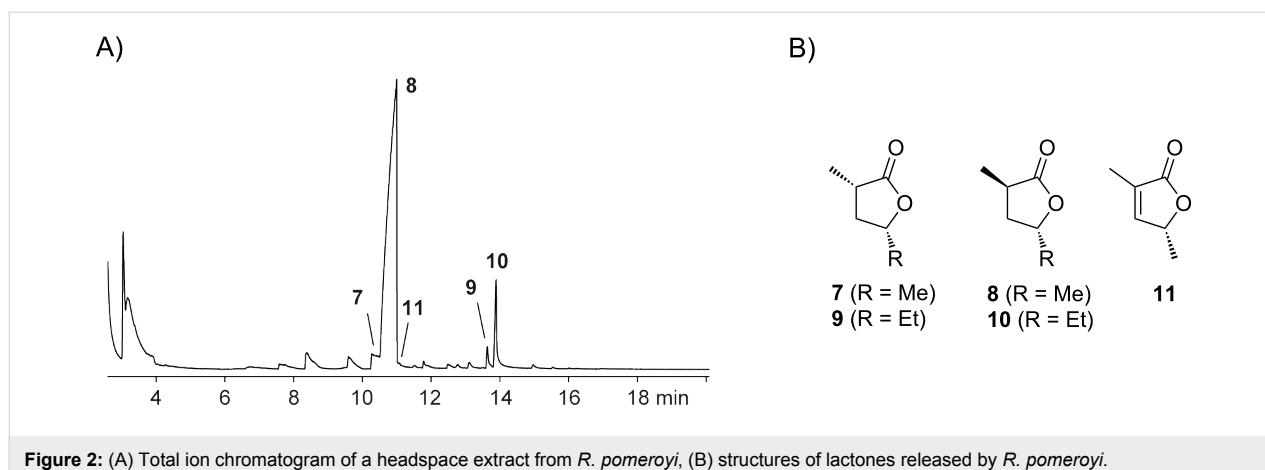 A)
B)
8
7
11
9
10
4 6 8 10 12 14 16 18 min
O
O
R
7 (R = Me)
9 (R = Et)
O
O
R
8 (R = Me)
10 (R = Et)
O
O
11
Figure 2: (A) Total ion chromatogram of a headspace extract from R. pomeroyi, (B) structures of lactones released by R. pomeroyi.